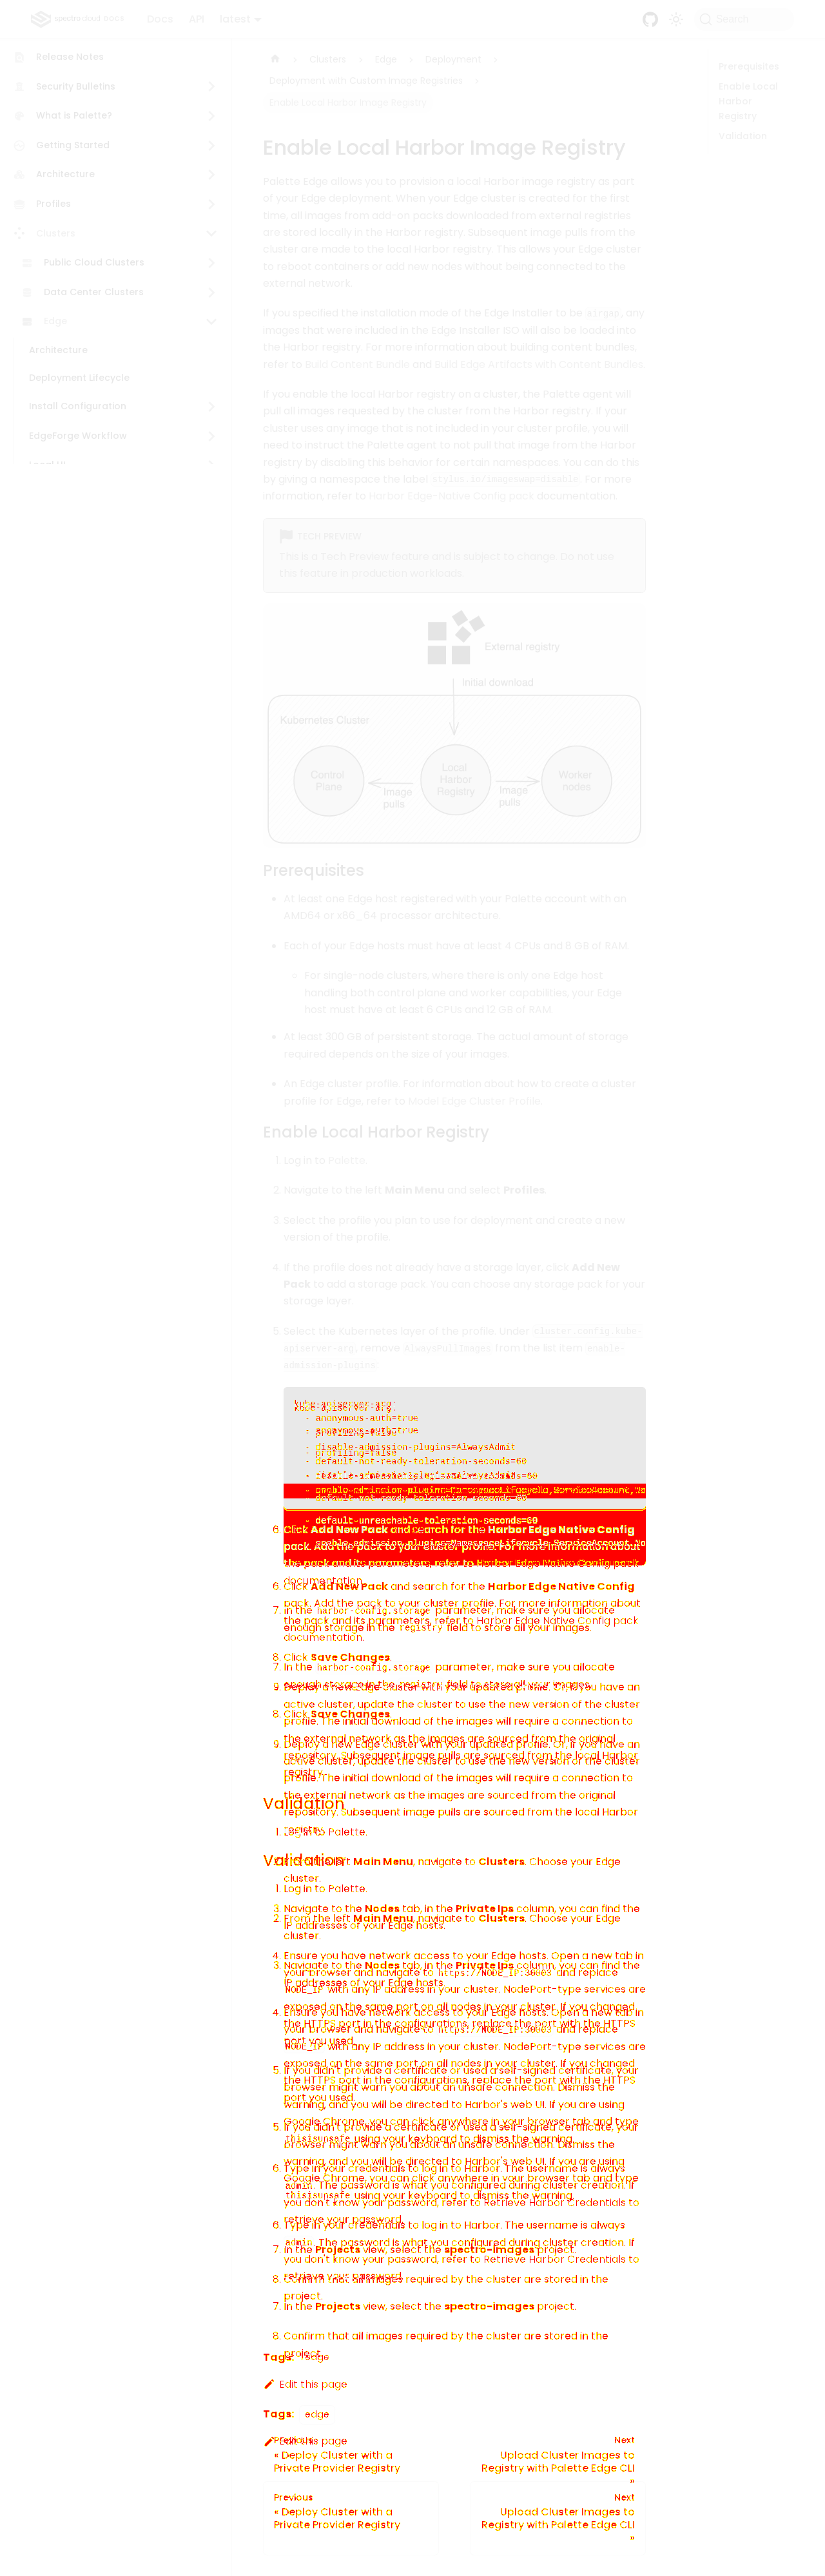 spectro cloud DOCS
Docs API latest
Search
Release Notes
Security Bulletins
What is Palette?
Getting Started
Architecture
Profiles
Clusters
Public Cloud Clusters
Data Center Clusters
Edge
Architecture
Deployment Lifecycle
Install Configuration
EdgeForge Workflow
Local UI
Clusters
Edge
Deployment
Deployment with Custom Image Registries
Enable Local Harbor Image Registry
Prerequisites
Enable Local
Harbor
Registry
Validation
Enable Local Harbor Image Registry
Palette Edge allows you to provision a local Harbor image registry as part
of your Edge deployment. When your Edge cluster is created for the first
time, all images from add-on packs downloaded from external registries
are stored locally in the Harbor registry. Subsequent image pulls from the
cluster are made to the local Harbor registry. This allows your Edge cluster
to reboot containers or add new nodes without being connected to the
external network.
If you specified the installation mode of the Edge Installer to be airgap, any
images that were included in the Edge Installer ISO will also be loaded into
the Harbor registry. For more information about building content bundles,
refer to Build Content Bundle and Build Edge Artifacts with Content Bundles.
If you enable the local Harbor registry on a cluster, the Palette agent will
pull all images requested by the cluster from the Harbor registry. If your
cluster uses any image that is not included in your cluster profile, you will
need to instruct the Palette agent to not pull that image from the Harbor
registry by disabling this behavior for certain namespaces. You can do this
by giving a namespace the label stylus.io/imageswap=disable. For more
information, refer to Harbor Edge-native Config pack documentation.
TECH PREVIEW
This is a Tech Preview feature and is subject to change. Do not use
this feature in production workloads.
External registry
Initial download
Kubernetes Cluster
Control
Plane
Image
pulls
Local
Harbor
Registry
Image
pulls
Worker
nodes
Prerequisites
At least one Edge host registered with your Palette account with an
AMD64 or x86_64 processor architecture.
Each of your Edge hosts must have at least 4 CPUs and 8 GB of RAM.
For single-node clusters, where there is only one Edge host
handling both control plane and worker capabilities, your Edge
host must have at least 6 CPUs and 12 GB of RAM.
At least 300 GB of persistent storage. The actual amount of storage
required depends on the size of your images.
An Edge cluster profile. For information about how to create a cluster
profile for Edge, refer to Model Edge Cluster Profile.
Enable Local Harbor Registry
1. Log in to Palette.
2. Navigate to the left Main Menu and select Profiles.
3. Select the profile you plan to use for deployment and create a new
version of the profile.
4. If the profile does not already have a storage layer, click Add New
Pack to add a storage pack. You can choose any storage pack for your
storage layer.
5. Select the Kubernetes layer of the profile. Under cluster.config.kube-
apiserver-arg, remove AlwaysPullImages from the list item enable-
admission-plugins:
kube-apiserver-arg:
- anonymous-auth=true
- profiling=false
- disable-admission-plugins=AlwaysAdmit
- default-not-ready-toleration-seconds=60
- default-unreachable-toleration-seconds=60
- enable-admission-plugins=NamespaceLifecycle,ServiceAccount,No
6. Click Add New Pack and search for the Harbor Edge Native Config
pack. Add the pack to your cluster profile. For more information about
the pack and its parameters, refer to Harbor Edge Native Config pack
documentation.
7. In the harbor-config.storage parameter, make sure you allocate
enough storage in the registry field to store all your images.
8. Click Save Changes.
9. Deploy a new Edge cluster with your updated profile. Or, if you have an
active cluster, update the cluster to use the new version of the cluster
profile. The initial download of the images will require a connection to
the external network as the images are sourced from the original
repository. Subsequent image pulls are sourced from the local Harbor
registry.
Validation
1. Log in to Palette.
2. From the left Main Menu, navigate to Clusters. Choose your Edge
cluster.
3. Navigate to the Nodes tab, in the Private Ips column, you can find the
IP addresses of your Edge hosts.
4. Ensure you have network access to your Edge hosts. Open a new tab in
your browser and navigate to https://NODE_IP:30003 and replace
NODE_IP with any IP address in your cluster. NodePort-type services are
exposed on the same port on all nodes in your cluster. If you changed
the HTTPS port in the configurations, replace the port with the HTTPS
port you used.
5. If you didn't provide a certificate or used a self-signed certificate, your
browser might warn you about an unsafe connection. Dismiss the
warning, and you will be directed to Harbor's web UI. If you are using
Google Chrome, you can click anywhere in your browser tab and type
thisisunsafe using your keyboard to dismiss the warning.
6. Type in your credentials to log in to Harbor. The username is always
admin. The password is what you configured during cluster creation. If
you don't know your password, refer to Retrieve Harbor Credentials to
retrieve your password.
7. In the Projects view, select the spectro-images project.
8. Confirm that all images required by the cluster are stored in the
project.
Tags: edge
Edit this page
Tags: edge
Edit this page
Previous
« Deploy Cluster with a
Private Provider Registry
Next
Upload Cluster Images to
Registry with Palette Edge CLI
»
Previous
« Deploy Cluster with a
Private Provider Registry
Next
Upload Cluster Images to
Registry with Palette Edge CLI
»